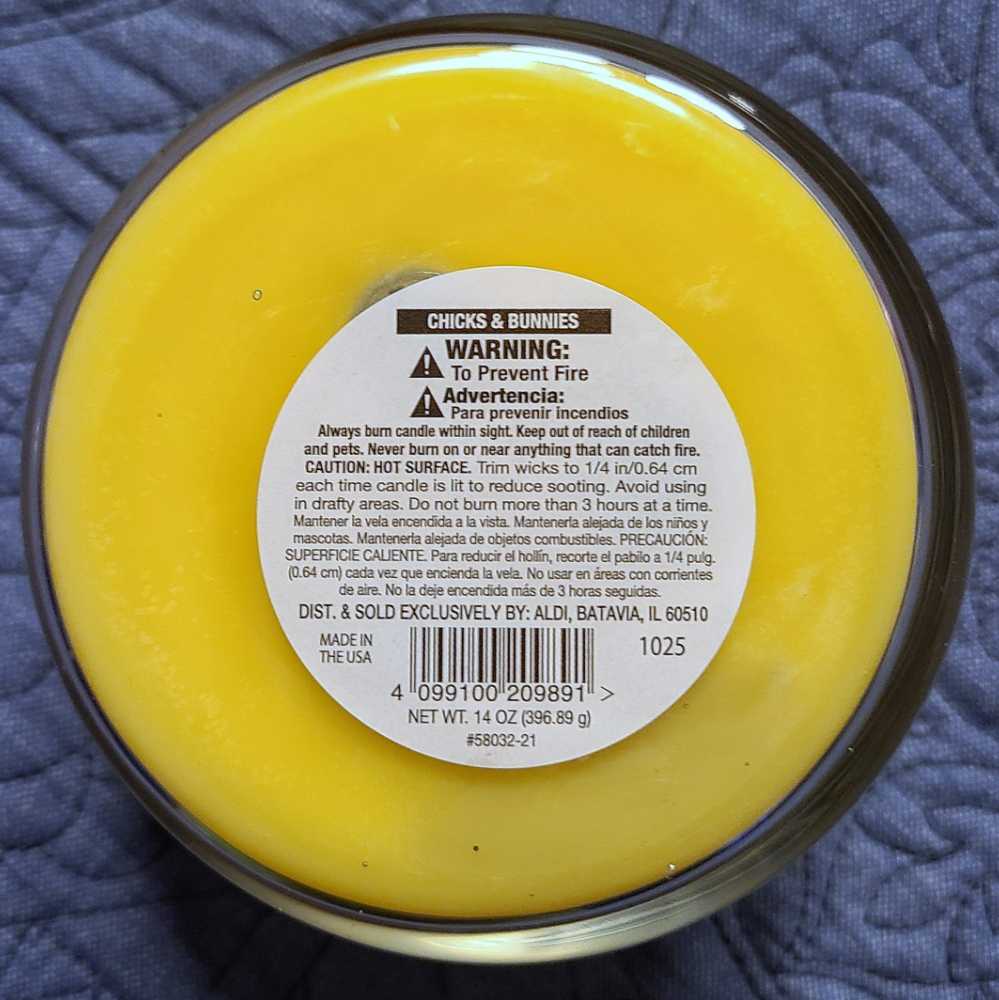 CHICKS & BUNNIES
WARNING:
To Prevent Fire
Advertencia:
Para prevenir incendios
Always burn candle within sight. Keep out of reach of children
and pets. Never burn on or near anything that can catch fire.
CAUTION: HOT SURFACE. Trim wicks to 1/4 in/0.64 cm
each time candle is lit to reduce sooting. Avoid using
in drafty areas. Do not burn more than 3 hours at a time.
Mantener la vela encendida a la vista. Mantenerla alejada de los niños y
mascotas. Mantenerla alejada de objetos combustibles. PRECAUCIÓN:
SUPERFICIE CALIENTE. Para reducir el hollín, recorte el pabilo a 1/4 pulg.
(0.64 cm) cada vez que encienda la vela. No usar en áreas con corrientes
de aire. No la deje encendida más de 3 horas seguidas.
DIST. & SOLD EXCLUSIVELY BY: ALDI, BATAVIA, IL 60510
MADE IN
THE USA
1025
4 099100 209891 >
NET WT. 14 OZ (396.89 g)
#58032-21